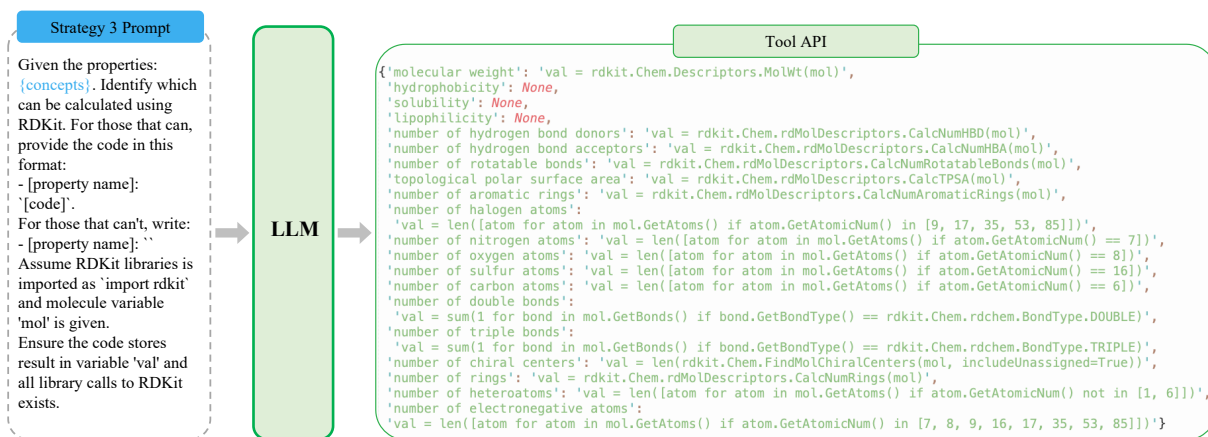 Strategy 3 Prompt
Given the properties:
{concepts}. Identify which
can be calculated using
RDKit. For those that can,
provide the code in this
format:
- [property name]:
`[code]`.
For those that can't, write:
- [property name]: ``
Assume RDKit libraries is
imported as `import rdkit`
and molecule variable
'mol' is given.
Ensure the code stores
result in variable 'val' and
all library calls to RDKit
exists.
LLM
Tool API
{'molecular weight': 'val = rdkit.Chem.Descriptors.MolWt(mol)',
'hydrophobicity': None,
'solubility': None,
'lipophilicity': None,
'number of hydrogen bond donors': 'val = rdkit.Chem.rdMolDescriptors.CalcNumHBD(mol)',
'number of hydrogen bond acceptors': 'val = rdkit.Chem.rdMolDescriptors.CalcNumHBA(mol)',
'number of rotatable bonds': 'val = rdkit.Chem.rdMolDescriptors.CalcNumRotatableBonds(mol)',
'topological polar surface area': 'val = rdkit.Chem.rdMolDescriptors.CalcTPSA(mol)',
'number of aromatic rings': 'val = rdkit.Chem.rdMolDescriptors.CalcNumAromaticRings(mol)',
'number of halogen atoms':
'val = len([atom for atom in mol.GetAtoms() if atom.GetAtomicNum() in [9, 17, 35, 53, 85]])',
'number of nitrogen atoms': 'val = len([atom for atom in mol.GetAtoms() if atom.GetAtomicNum() == 7])',
'number of oxygen atoms': 'val = len([atom for atom in mol.GetAtoms() if atom.GetAtomicNum() == 8])',
'number of sulfur atoms': 'val = len([atom for atom in mol.GetAtoms() if atom.GetAtomicNum() == 16])',
'number of carbon atoms': 'val = len([atom for atom in mol.GetAtoms() if atom.GetAtomicNum() == 6])',
'number of double bonds':
'val = sum(1 for bond in mol.GetBonds() if bond.GetBondType() == rdkit.Chem.rdchem.BondType.DOUBLE)',
'number of triple bonds':
'val = sum(1 for bond in mol.GetBonds() if bond.GetBondType() == rdkit.Chem.rdchem.BondType.TRIPLE)',
'number of chiral centers': 'val = len(rdkit.Chem.FindMolChiralCenters(mol, includeUnassigned=True))',
'number of rings': 'val = rdkit.Chem.rdMolDescriptors.CalcNumRings(mol)',
'number of heteroatoms': 'val = len([atom for atom in mol.GetAtoms() if atom.GetAtomicNum() not in [1, 6]])',
'number of electronegative atoms':
'val = len([atom for atom in mol.GetAtoms() if atom.GetAtomicNum() in [7, 8, 9, 16, 17, 35, 53, 85]])'}